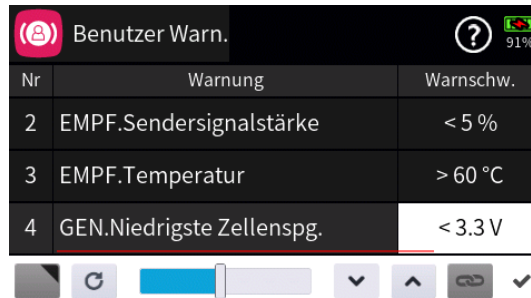 Benutzer Warn.
91%
Nr Warnung Warnschw.
2 EMPF.Sendersignalstärke < 5 %
3 EMPF.Temperatur > 60 °C
4 GEN.Niedrigste Zellenspg. < 3.3 V